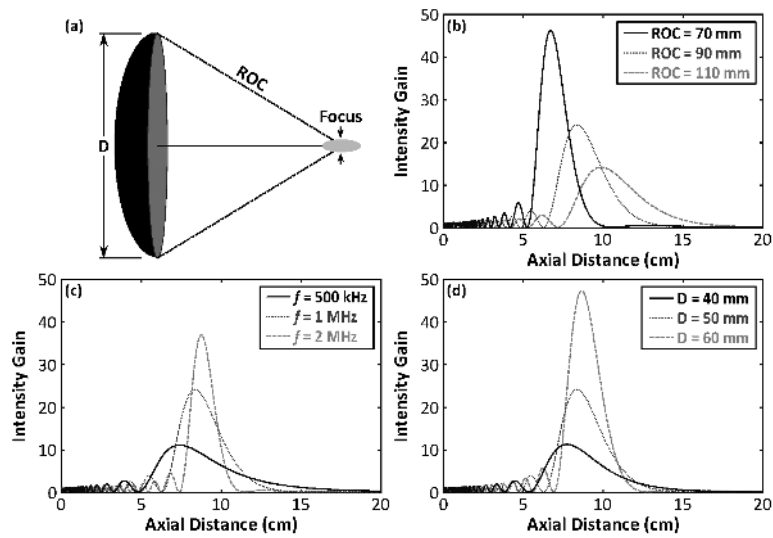 (a)
D
ROC
Focus
(b)
ROC = 70 mm
ROC = 90 mm
ROC = 110 mm
Intensity Gain
50
40
30
20
10
0
0 5 10 15 20
Axial Distance (cm)
(c)
f = 500 kHz
f = 1 MHz
f = 2 MHz
Intensity Gain
50
40
30
20
10
0
0 5 10 15 20
Axial Distance (cm)
(d)
D = 40 mm
D = 50 mm
D = 60 mm
Intensity Gain
50
40
30
20
10
0
0 5 10 15 20
Axial Distance (cm)